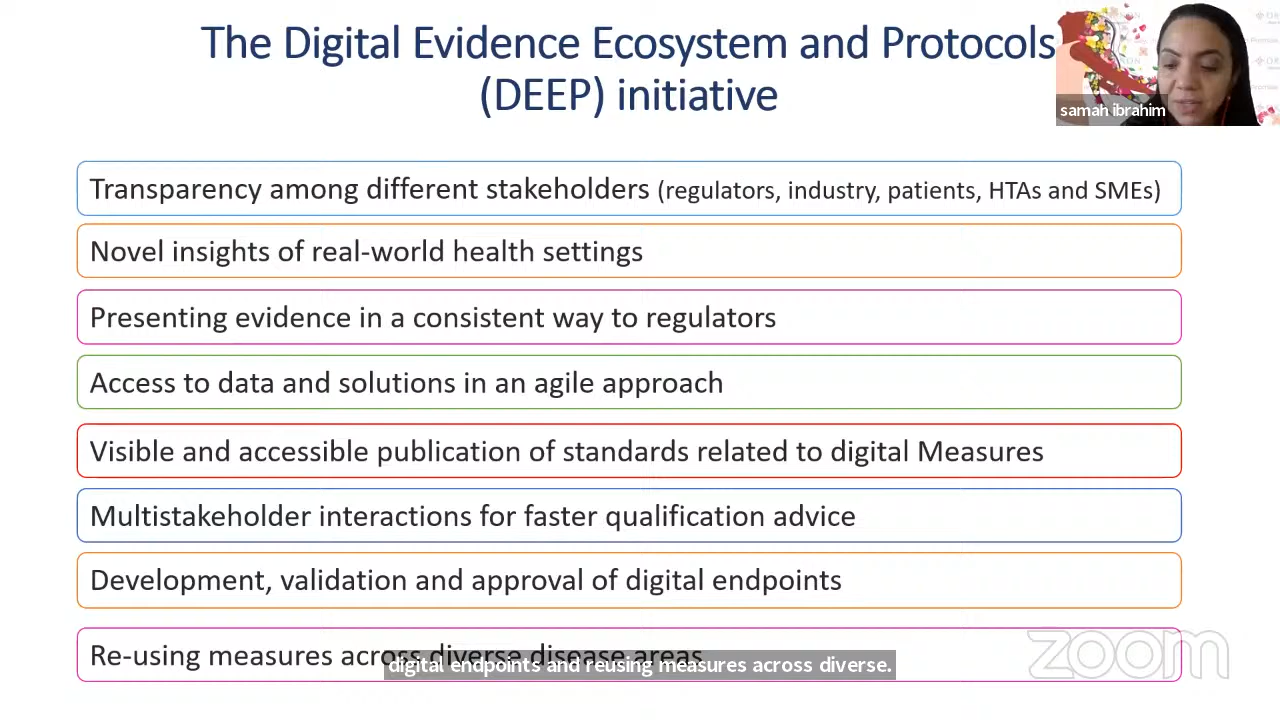 The Digital Evidence Ecosystem and Protocols
(DEEP) initiative
samah ibrahim
Transparency among different stakeholders (regulators, industry, patients, HTAs and SMEs)
Novel insights of real-world health settings
Presenting evidence in a consistent way to regulators
Access to data and solutions in an agile approach
Visible and accessible publication of standards related to digital Measures
Multistakeholder interactions for faster qualification advice
Development, validation and approval of digital endpoints
Re-using measures across diverse disease areas
digital endpoints and reusing measures across diverse.
zoom